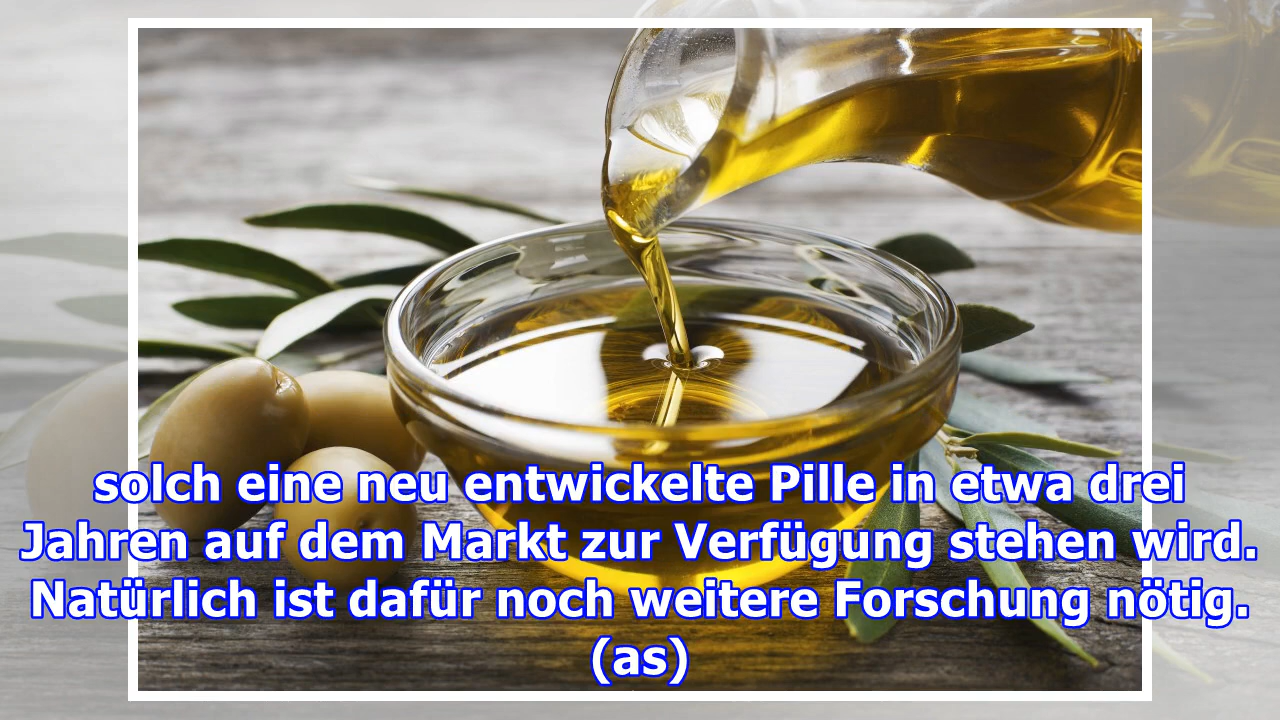 solch eine neu entwickelte Pille in etwa drei
Jahren auf dem Markt zur Verfügung stehen wird.
Natürlich ist dafür noch weitere Forschung nötig.
(as)